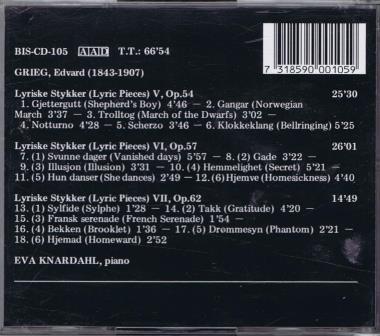 BIS-CD-105 AAD T.T.: 66'54
7 318590 001059
GRIEG, Edvard (1843-1907)
Lyriske Stykker (Lyric Pieces) V, Op.54 25'30
1. Gjettergutt (Shepherd's Boy) 4'46 — 2. Gangar (Norwegian
March 3'37 — 3. Trolltog (March of the Dwarfs) 3'02 —
4. Notturno 4'28 — 5. Scherzo 3'46 — 6. Klokkeklang (Bellringing) 5'25
Lyriske Stykker (Lyric Pieces) VI, Op.57 26'01
7. (1) Svunne dager (Vanished days) 5'57 — 8. (2) Gade 3'22 —
9. (3) Illusjon (Illusion) 3'31 — 10. (4) Hemmelighet (Secret) 5'21 —
11. (5) Hun danser (She dances) 2'49 — 12. (6) Hjemve (Homesickness) 4'40
Lyriske Stykker (Lyric Pieces) VII, Op.62 14'49
13. (1) Sylfide (Sylphe) 1'28 — 14. (2) Takk (Gratitude) 4'20 —
15. (3) Fransk serenade (French Serenade) 1'54 —
16. (4) Bekken (Brooklet) 1'36 — 17. (5) Drømmesyn (Phantom) 2'21 —
18. (6) Hjemad (Homeward) 2'52
EVA KNARDAHL, piano